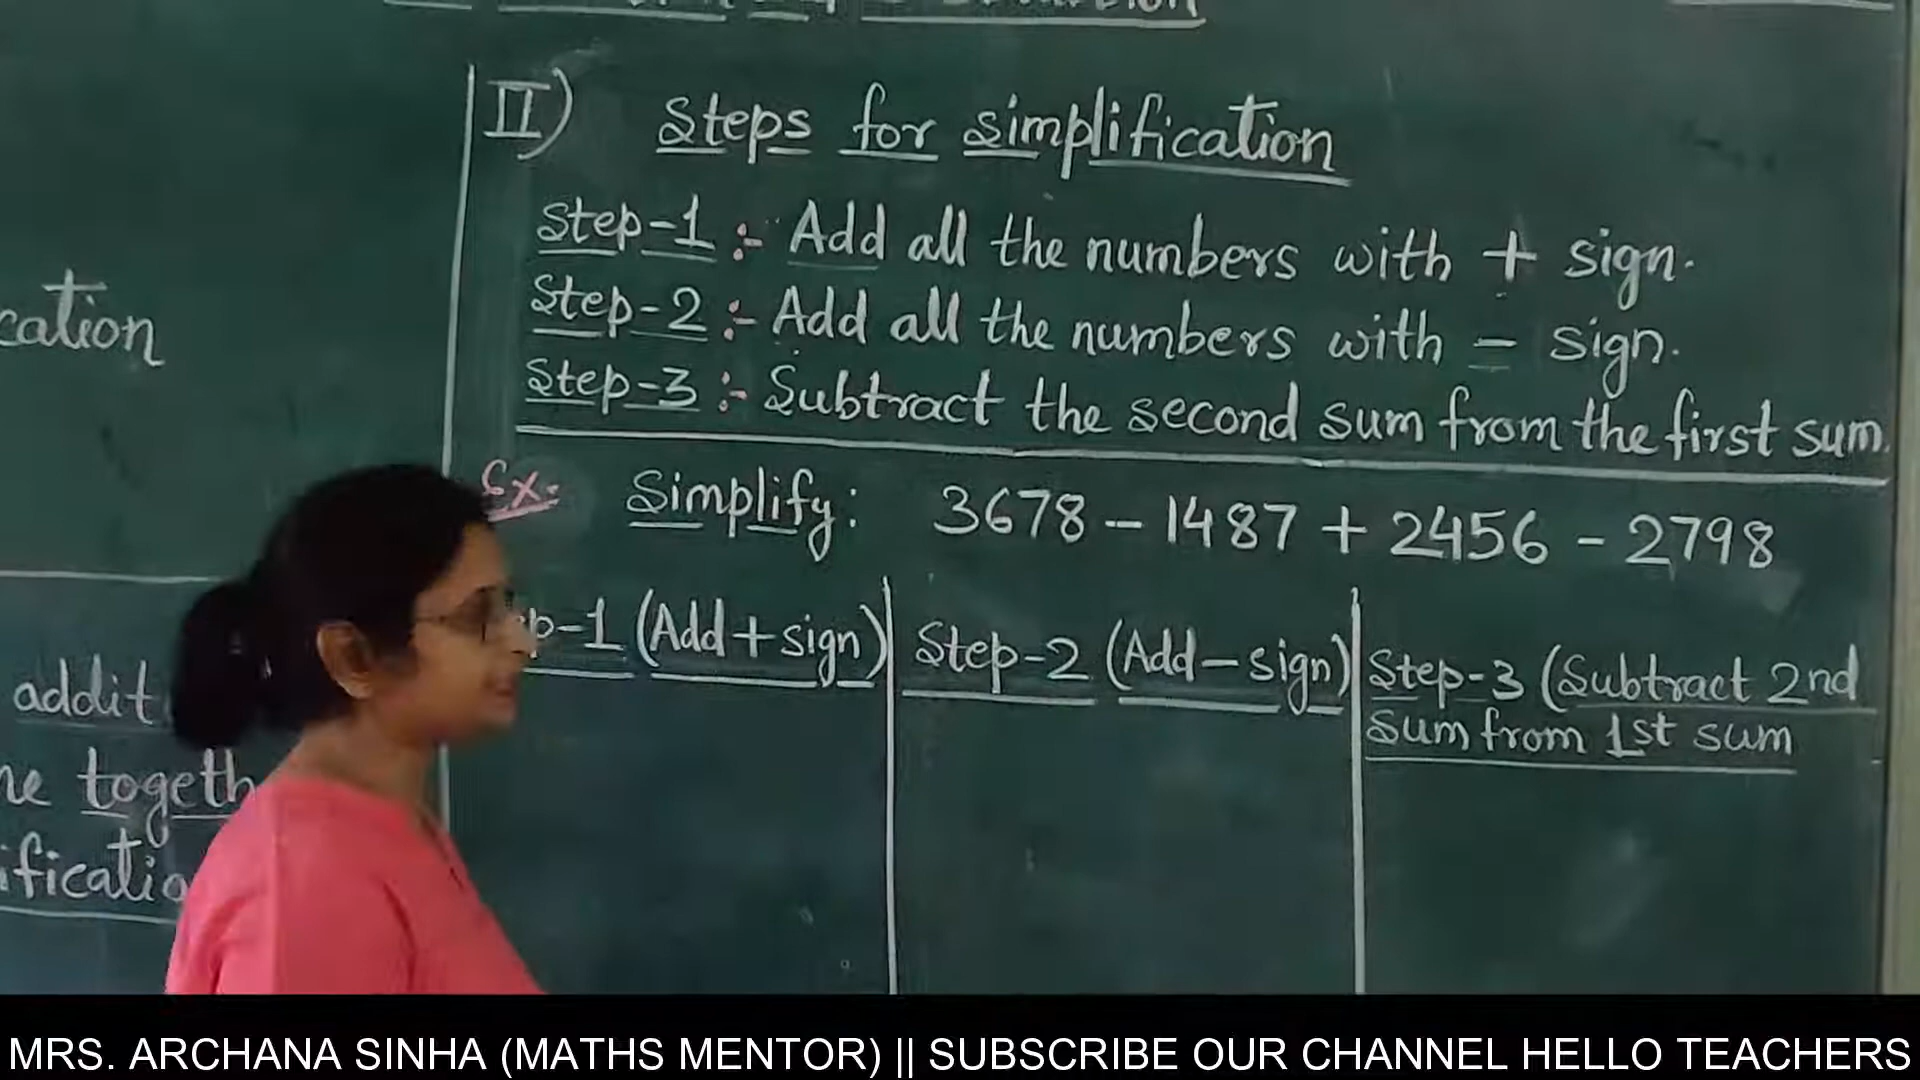 II) Steps for simplification
Step-1 :- Add all the numbers with + sign.
Step-2 :- Add all the numbers with - sign.
Step-3 :- Subtract the second sum from the first sum.
Ex. Simplify: 3678 - 1487 + 2456 - 2798
p-1 (Add + sign)
Step-2 (Add - sign)
Step-3 (Subtract 2nd
Sum from 1st sum
cation
addit
togeth
MRS. ARCHANA SINHA (MATHS MENTOR) || SUBSCRIBE OUR CHANNEL HELLO TEACHERS